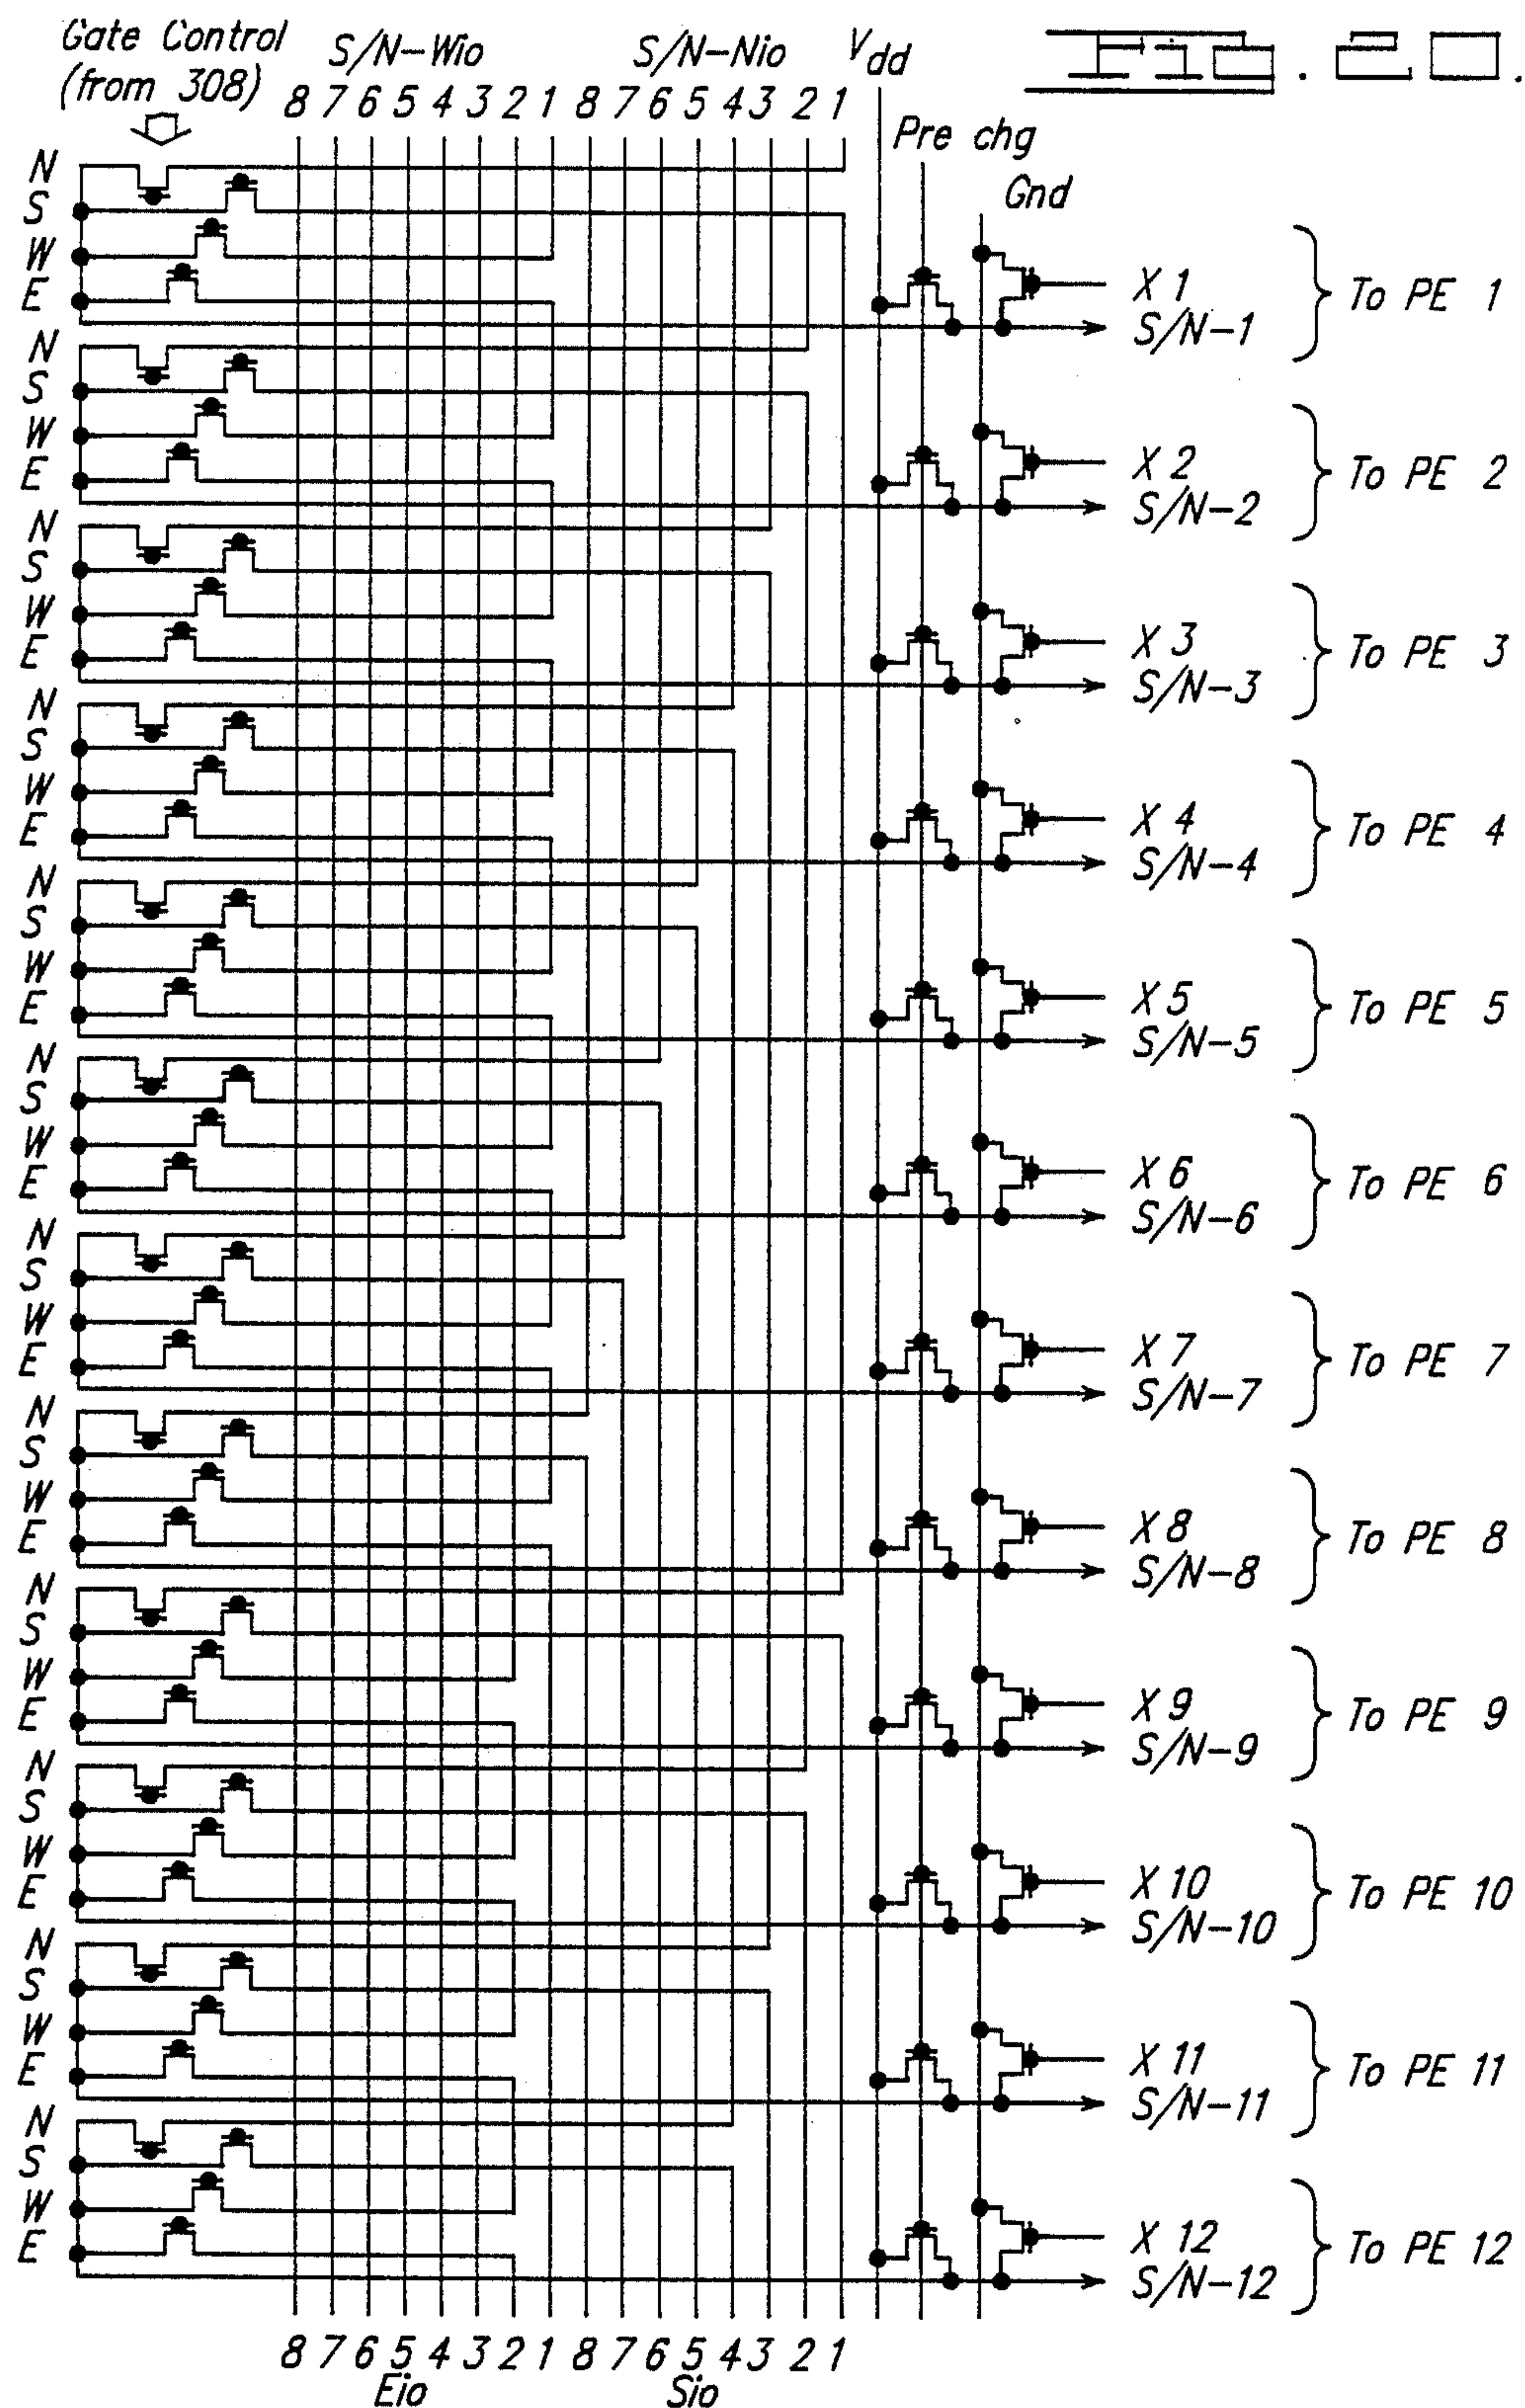 Gate Control
(from 308)
S/N-Wio
S/N-Nio
Vdd
FIG. 20.
8 7 6 5 4 3 2 1 8 7 6 5 4 3 2 1
Pre chg
Gnd
N
S
W
E
X 1
S/N-1
To PE 1
N
S
W
E
X 2
S/N-2
To PE 2
N
S
W
E
X 3
S/N-3
To PE 3
N
S
W
E
X 4
S/N-4
To PE 4
N
S
W
E
X 5
S/N-5
To PE 5
N
S
W
E
X 6
S/N-6
To PE 6
N
S
W
E
X 7
S/N-7
To PE 7
N
S
W
E
X 8
S/N-8
To PE 8
N
S
W
E
X 9
S/N-9
To PE 9
N
S
W
E
X 10
S/N-10
To PE 10
N
S
W
E
X 11
S/N-11
To PE 11
N
S
W
E
X 12
S/N-12
To PE 12
8 7 6 5 4 3 2 1 8 7 6 5 4 3 2 1
Eio
Sio